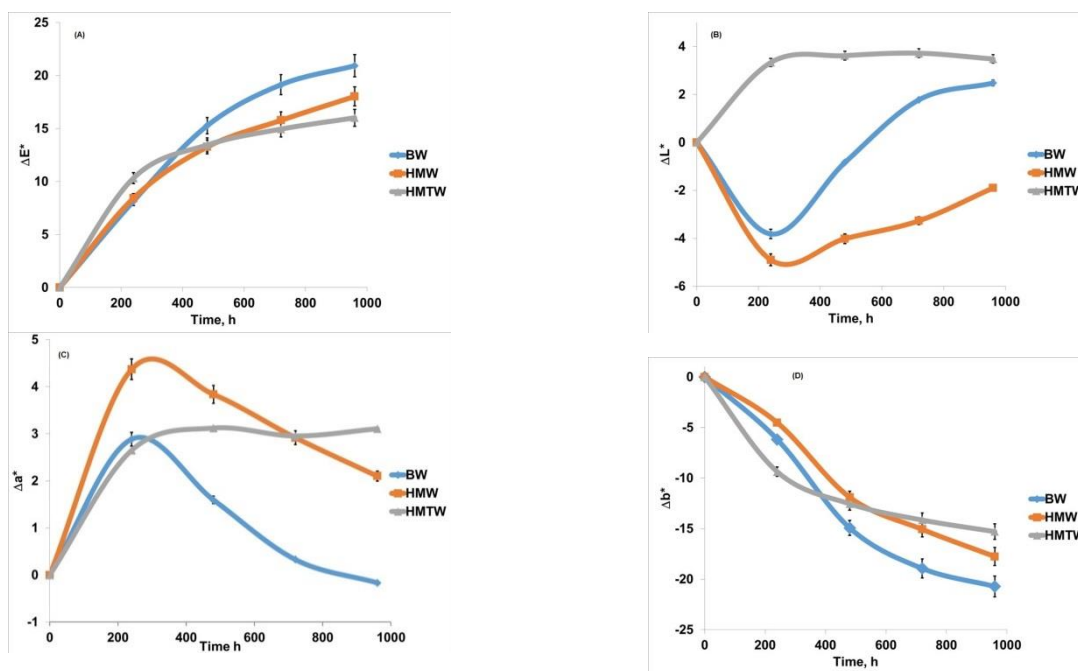 (A)
ΔE*
25
20
15
10
5
0
0 200 400 600 800 1000
Time, h
BW
HMW
HMTW
(B)
ΔL*
4
2
0
-2
-4
-6
0 200 400 600 800 1000
Time, h
BW
HMW
HMTW
(C)
Δa*
5
4
3
2
1
0
-1
0 200 400 600 800 1000
Time h
BW
HMW
HMTW
(D)
Δb*
0
-5
-10
-15
-20
-25
0 200 400 600 800 1000
Time, h
BW
HMW
HMTW